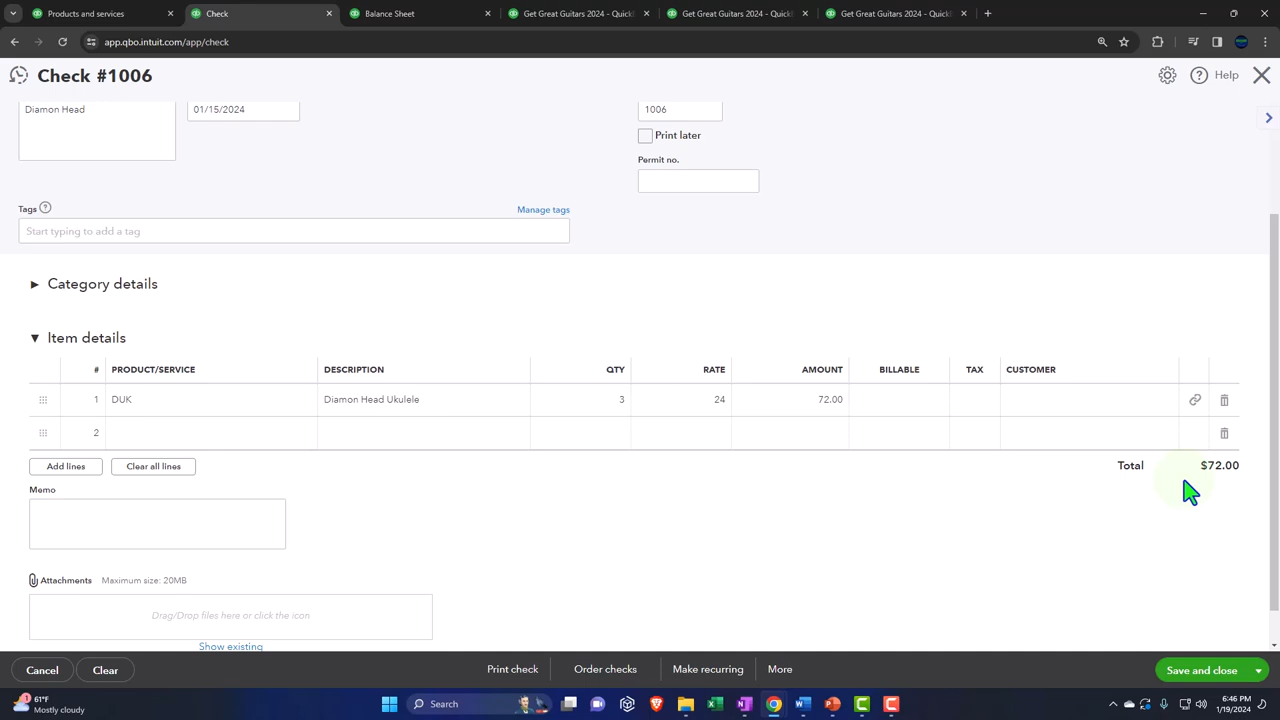 Products and services
Check
Balance Sheet
Get Great Guitars 2024 - QuickB
Get Great Guitars 2024 - QuickB
Get Great Guitars 2024 - QuickB
app.qbo.intuit.com/app/check
Check #1006
Help
Diamon Head
01/15/2024
1006
Print later
Permit no.
Tags
Manage tags
Start typing to add a tag
Category details
Item details
# PRODUCT/SERVICE DESCRIPTION QTY RATE AMOUNT BILLABLE TAX CUSTOMER
1 DUK Diamon Head Ukulele 3 24 72.00
2
Add lines
Clear all lines
Total $72.00
Memo
Attachments Maximum size: 20MB
Drag/Drop files here or click the icon
Show existing
Cancel
Clear
Print check
Order checks
Make recurring
More
Save and close
61°F
Mostly cloudy
Search
6:46 PM
1/19/2024